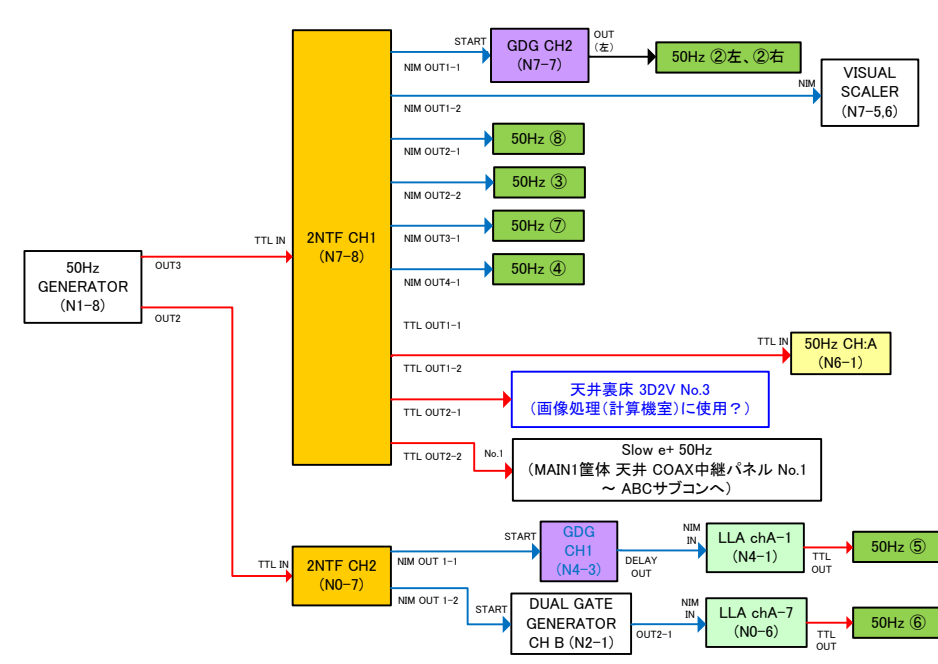 50Hz
GENERATOR
(N1-8)
OUT3
OUT2
TTL IN
2NTF CH1
(N7-8)
NIM OUT1-1
START
GDG CH2
(N7-7)
OUT
(左)
50Hz ②左、②右
NIM OUT1-2
NIM
VISUAL
SCALER
(N7-5,6)
NIM OUT2-1
50Hz ⑧
NIM OUT2-2
50Hz ③
NIM OUT3-1
50Hz ⑦
NIM OUT4-1
50Hz ④
TTL OUT1-1
TTL OUT1-2
TTL IN
50Hz CH:A
(N6-1)
TTL OUT2-1
天井裏床 3D2V No.3
(画像処理(計算機室)に使用？)
TTL OUT2-2
No.1
Slow e+ 50Hz
(MAIN1筐体 天井 COAX中継パネル No.1
～ ABCサブコンへ)
TTL IN
2NTF CH2
(N0-7)
NIM OUT 1-1
START
GDG
CH1
(N4-3)
DELAY
OUT
NIM
IN
LLA chA-1
(N4-1)
TTL
OUT
50Hz ⑤
NIM OUT 1-2
START
DUAL GATE
GENERATOR
CH B (N2-1)
OUT2-1
NIM
IN
LLA chA-7
(N0-6)
TTL
OUT
50Hz ⑥